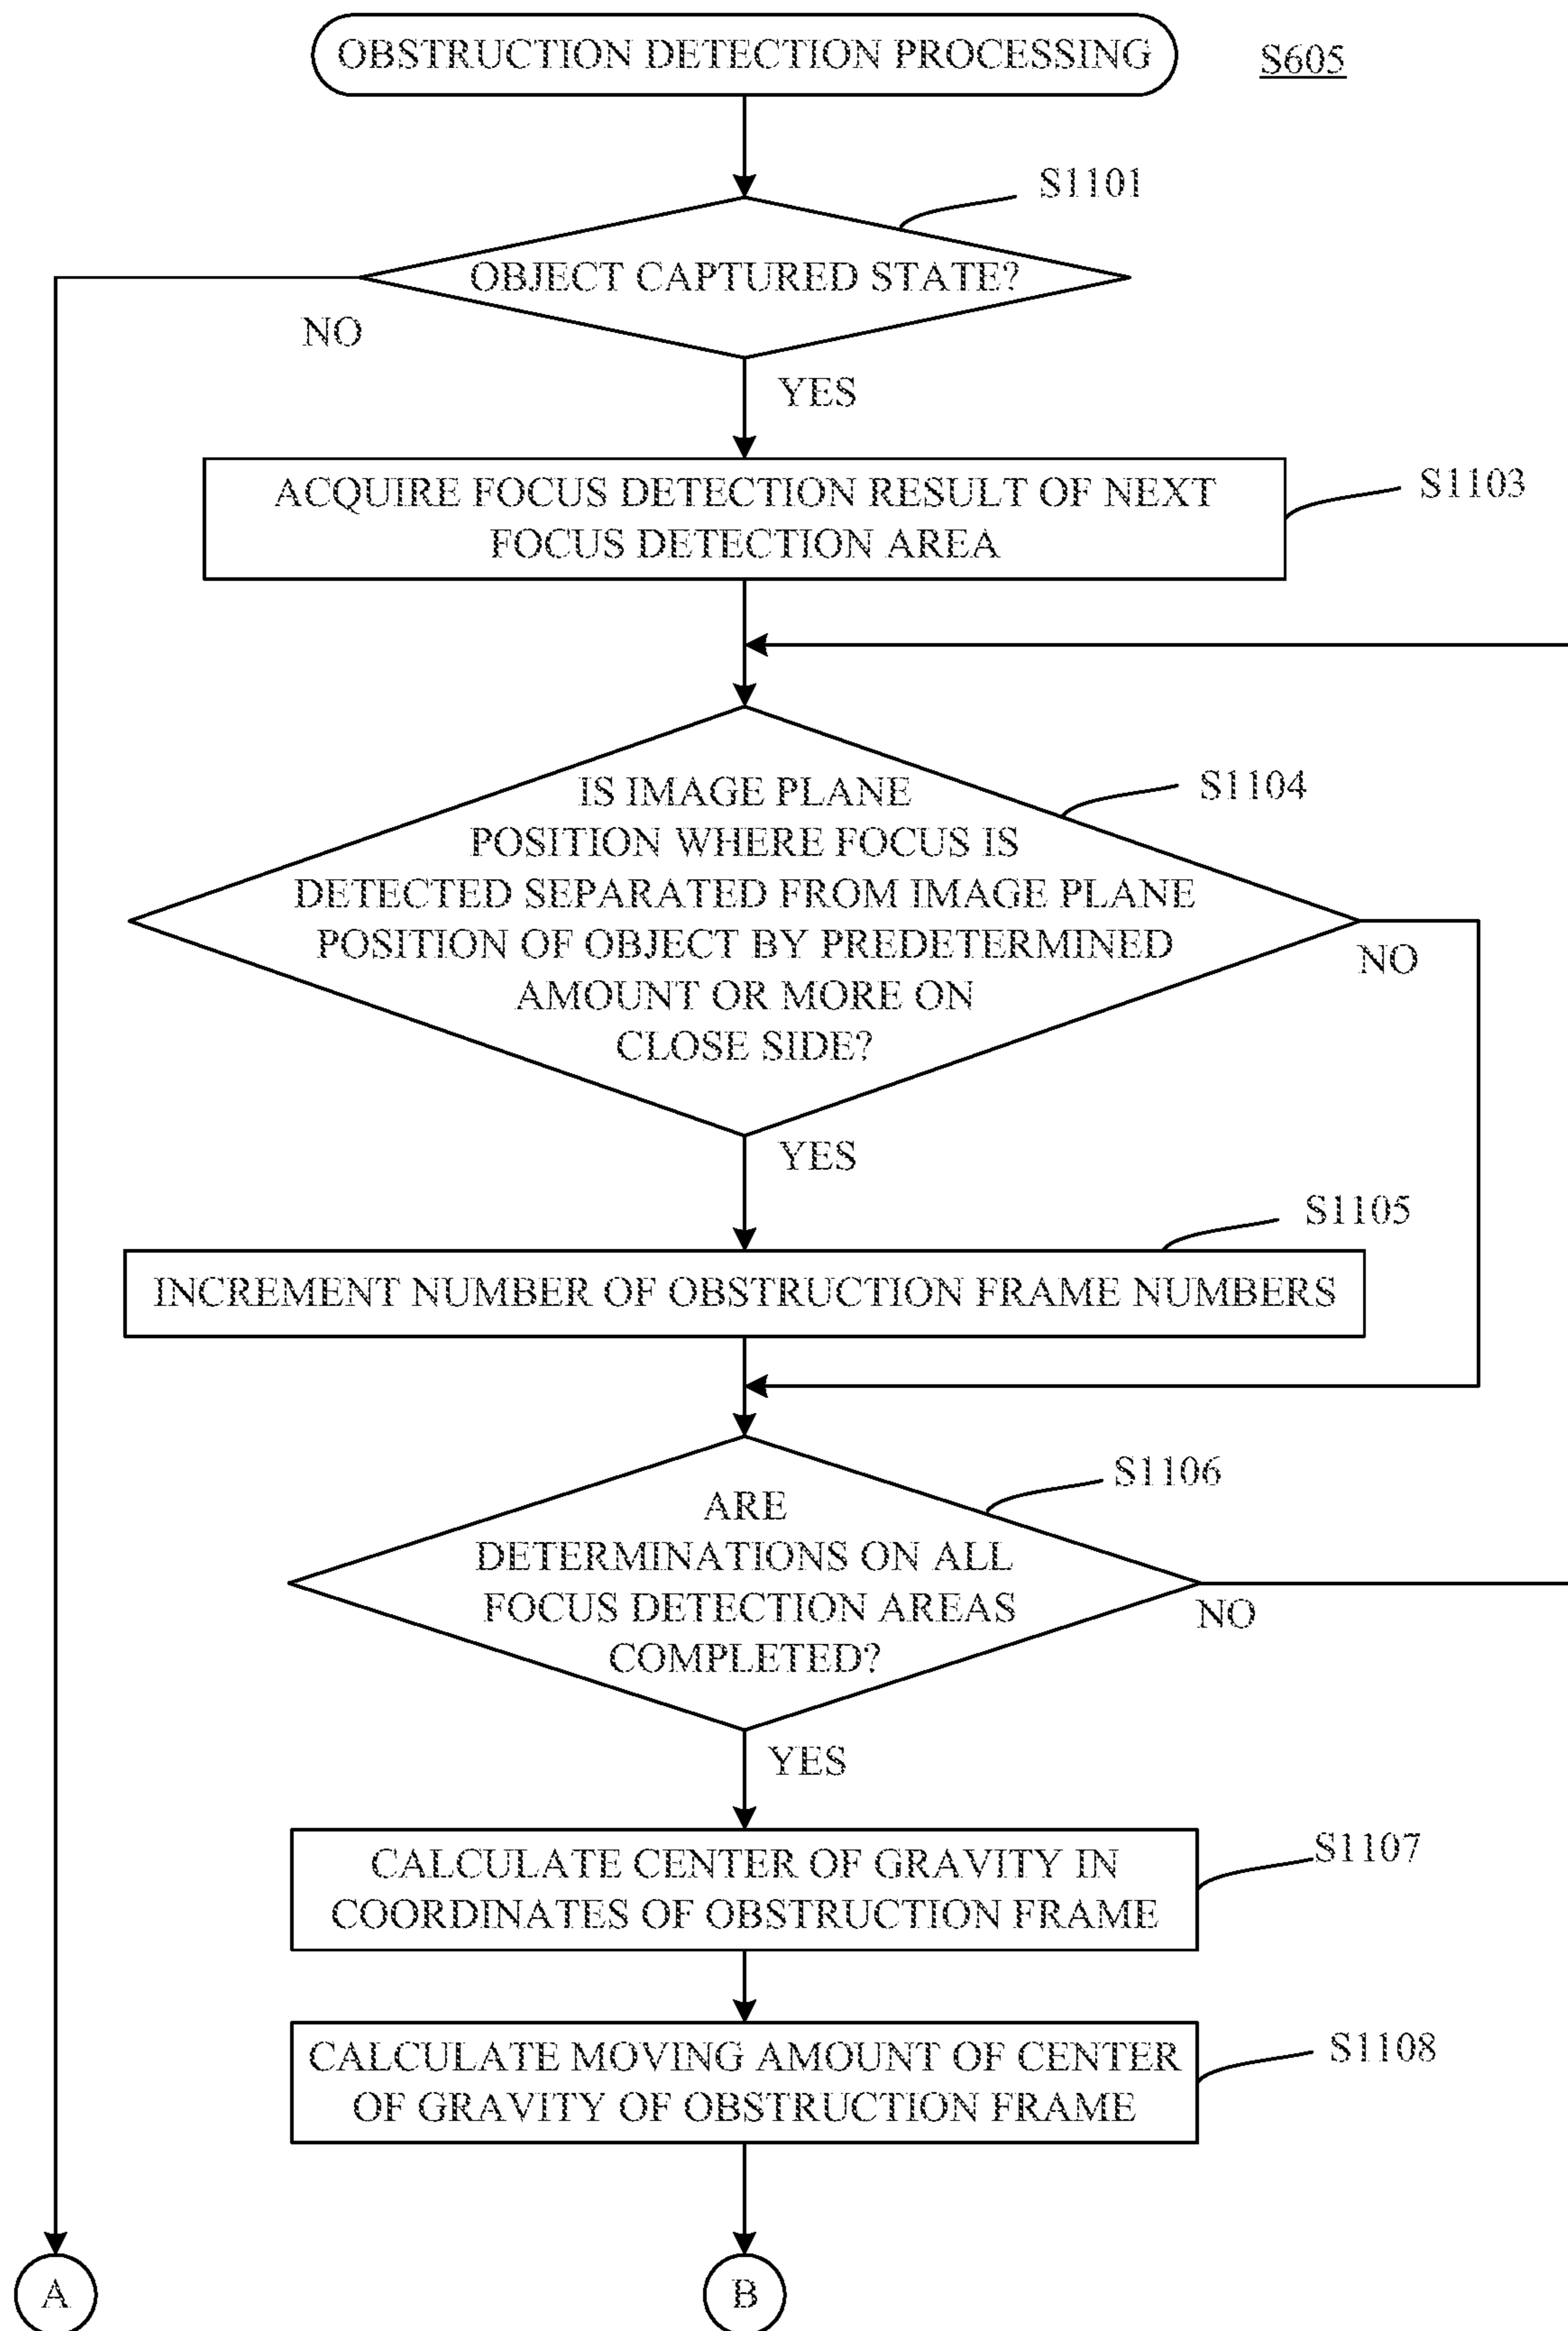 OBSTRUCTION DETECTION PROCESSING
S605
S1101
OBJECT CAPTURED STATE?
NO
YES
ACQUIRE FOCUS DETECTION RESULT OF NEXT
FOCUS DETECTION AREA
S1103
IS IMAGE PLANE
POSITION WHERE FOCUS IS
DETECTED SEPARATED FROM IMAGE PLANE
POSITION OF OBJECT BY PREDETERMINED
AMOUNT OR MORE ON
CLOSE SIDE?
S1104
NO
YES
S1105
INCREMENT NUMBER OF OBSTRUCTION FRAME NUMBERS
S1106
ARE
DETERMINATIONS ON ALL
FOCUS DETECTION AREAS
COMPLETED?
NO
YES
CALCULATE CENTER OF GRAVITY IN
COORDINATES OF OBSTRUCTION FRAME
S1107
CALCULATE MOVING AMOUNT OF CENTER
OF GRAVITY OF OBSTRUCTION FRAME
S1108
A
B